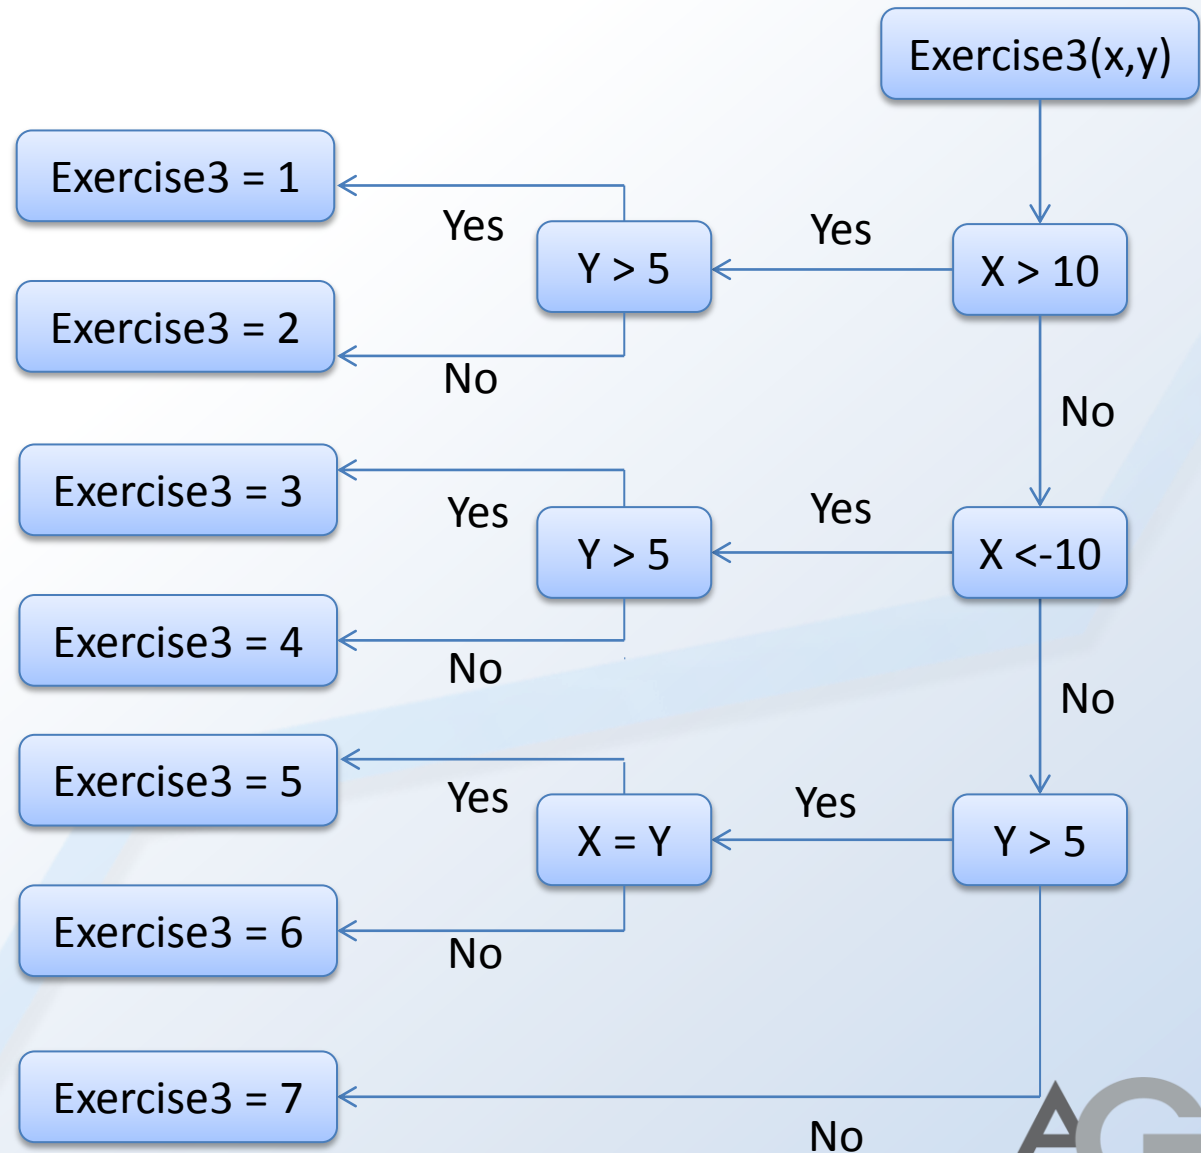 Exercise3(x,y)
Exercise3 = 1
Yes
Y > 5
Yes
X > 10
Exercise3 = 2
No
No
Exercise3 = 3
Yes
Y > 5
Yes
X <-10
Exercise3 = 4
No
No
Exercise3 = 5
Yes
X = Y
Yes
Y > 5
Exercise3 = 6
No
Exercise3 = 7
No
AG